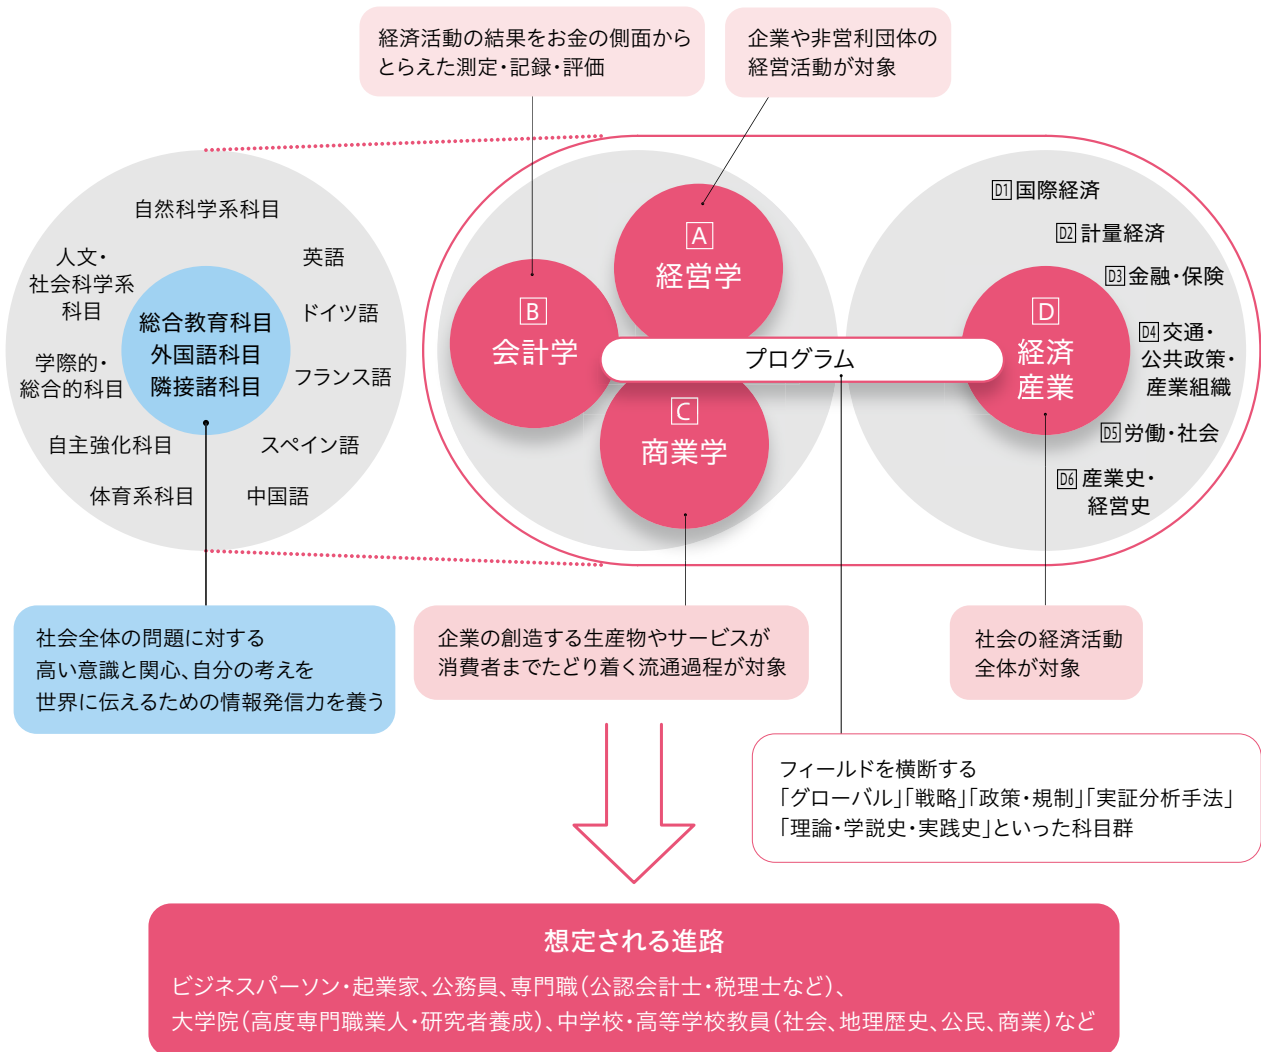 経済活動の結果をお金の側面から
とらえた測定・記録・評価
企業や非営利団体の
経営活動が対象
自然科学系科目
人文・
社会科学系
科目
学際的・
総合的科目
自主強化科目
体育系科目
英語
ドイツ語
フランス語
スペイン語
中国語
総合教育科目
外国語科目
隣接諸科目
A
経営学
B
会計学
C
商業学
プログラム
D
経済
産業
D1 国際経済
D2 計量経済
D3 金融・保険
D4 交通・
公共政策・
産業組織
D5 労働・社会
D6 産業史・
経営史
社会全体の問題に対する
高い意識と関心、自分の考えを
世界に伝えるための情報発信力を養う
企業の創造する生産物やサービスが
消費者までたどり着く流通過程が対象
社会の経済活動
全体が対象
フィールドを横断する
「グローバル」「戦略」「政策・規制」「実証分析手法」
「理論・学説史・実践史」といった科目群
想定される進路
ビジネスパーソン・起業家、公務員、専門職(公認会計士・税理士など)、
大学院(高度専門職業人・研究者養成)、中学校・高等学校教員(社会、地理歴史、公民、商業)など